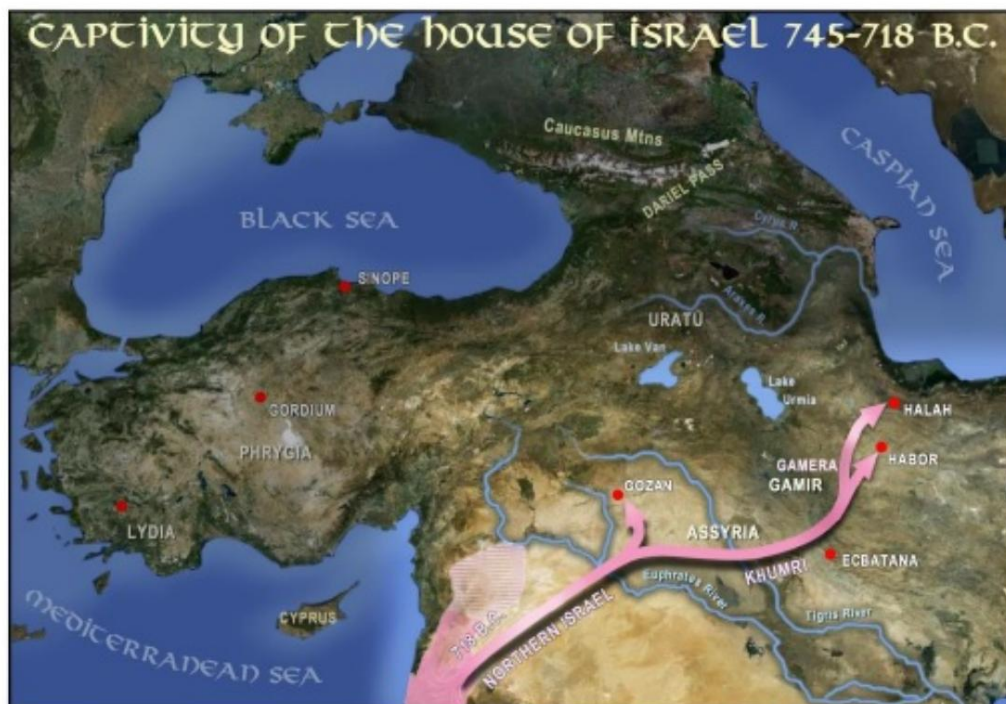 CAPTIVITY OF THE HOUSE OF ISRAEL 745-718 B.C.
Caucasus Mtns
DARIEL PASS
CASPIAN SEA
BLACK SEA
Cyrus R.
SINOPE
Araxes R.
URATU
Lake Van
Lake
Urmia
GORDIUM
HALAH
PHRYGIA
HABOR
GAMERA
GAMIR
GOZAN
LYDIA
ASSYRIA
ECBATANA
KHUMRI
Euphrates River
CYPRUS
Tigris River
718 B.C.
NORTHERN ISRAEL
MEDITERRANEAN SEA